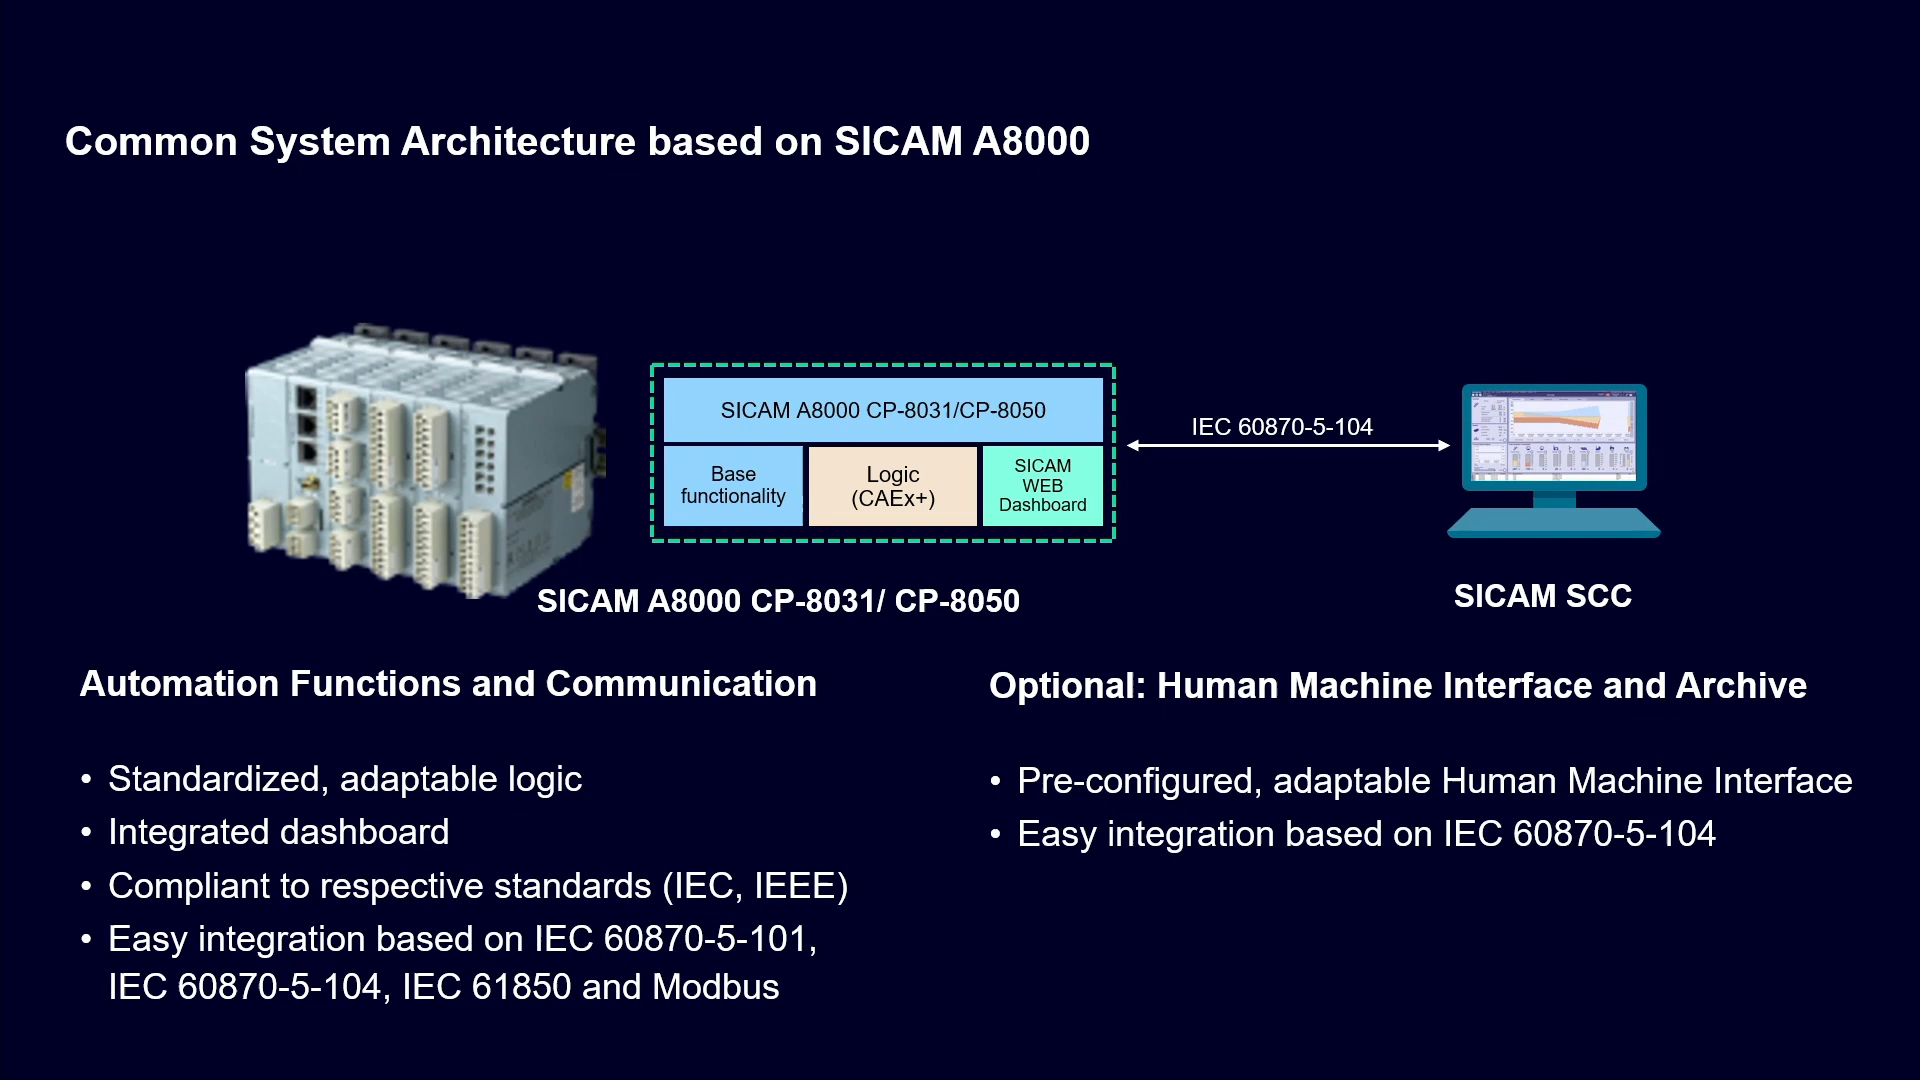 Common System Architecture based on SICAM A8000
SICAM A8000 CP-8031/CP-8050
Base
functionality
Logic
(CAEx+)
SICAM
WEB
Dashboard
IEC 60870-5-104
SICAM A8000 CP-8031/ CP-8050
SICAM SCC
Automation Functions and Communication
• Standardized, adaptable logic
• Integrated dashboard
• Compliant to respective standards (IEC, IEEE)
• Easy integration based on IEC 60870-5-101,
IEC 60870-5-104, IEC 61850 and Modbus
Optional: Human Machine Interface and Archive
• Pre-configured, adaptable Human Machine Interface
• Easy integration based on IEC 60870-5-104